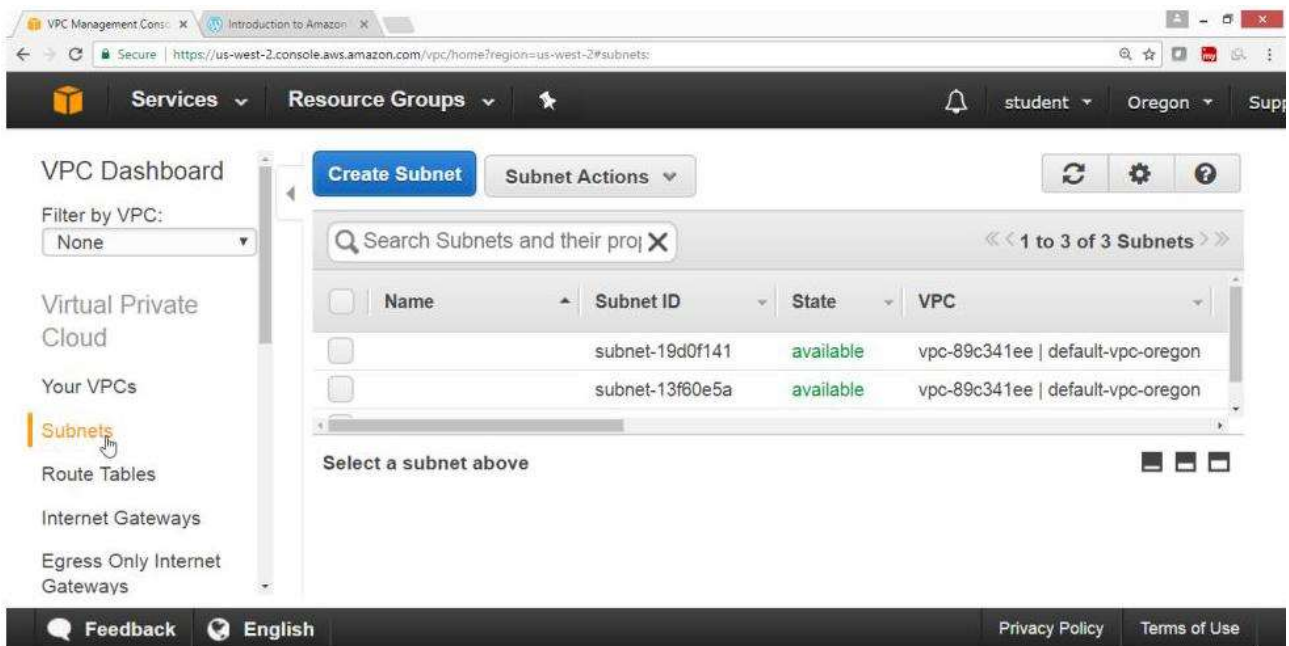 VPC Management Cons
Introduction to Amazon
Secure | https://us-west-2.console.aws.amazon.com/vpc/home?region=us-west-2#subnets:
my
Services
Resource Groups
student
Oregon
Supp
VPC Dashboard
Filter by VPC:
None
Virtual Private
Cloud
Your VPCs
Subnets
Route Tables
Internet Gateways
Egress Only Internet
Gateways
Create Subnet
Subnet Actions
Search Subnets and their proj
1 to 3 of 3 Subnets
Name Subnet ID State VPC
subnet-19d0f141 available vpc-89c341ee | default-vpc-oregon
subnet-13f60e5a available vpc-89c341ee | default-vpc-oregon
Select a subnet above
Feedback English
Privacy Policy Terms of Use